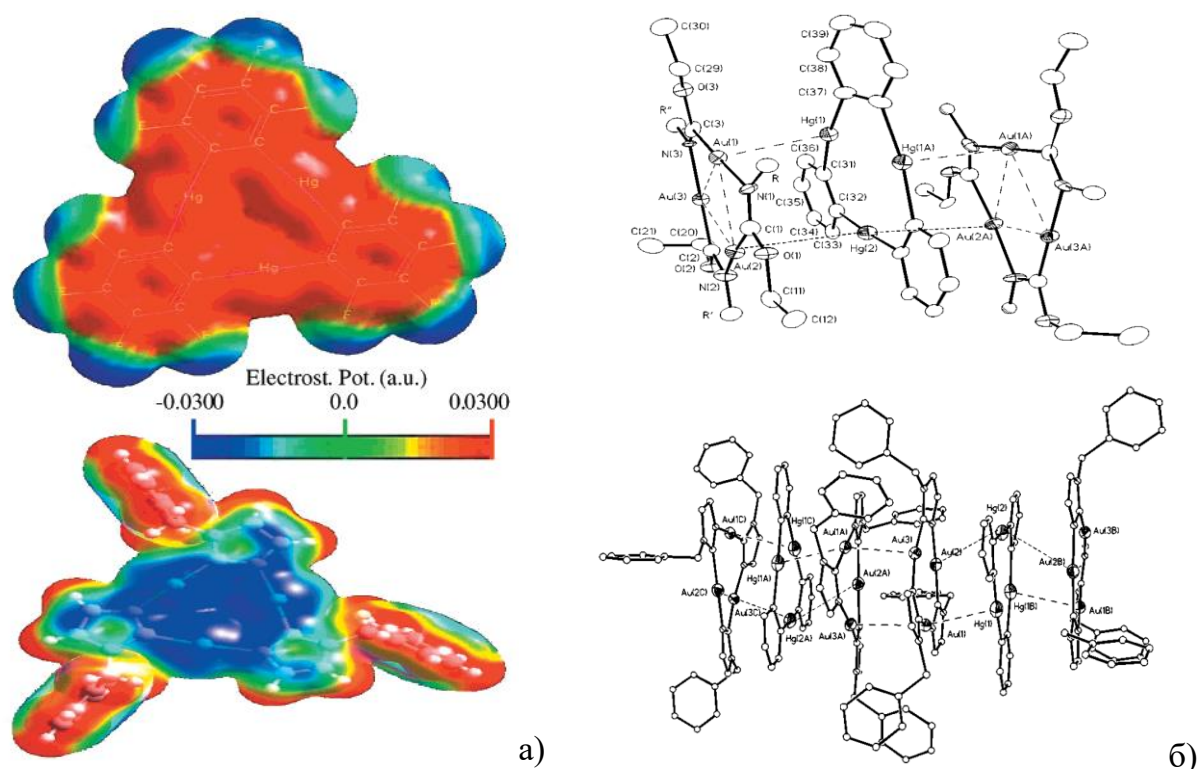 F
C
C
C
C
C
C
Hg
Hg
Hg
Electrost. Pot. (a.u.)
-0.0300
0.0
0.0300
а)
C(30)
C(29)
O(3)
R"
C(3)
Au(1)
N(3)
Au(3)
C(21)
C(20)
C(2)
O(2)
Au(2)
N(2)
R'
R
N(1)
C(1)
O(1)
C(11)
C(12)
C(39)
C(38)
C(37)
Hg(1)
C(36)
C(31)
C(35)
C(32)
C(34)
C(33)
Hg(2)
Hg(1A)
Au(1A)
Au(2A)
Au(3A)
Au(1C)
Hg(1C)
Au(1A)
Au(3)
Au(2)
Hg(2)
Au(3B)
Hg(1A)
Au(2A)
Au(2B)
Au(2C)
Au(3C)
Hg(2A)
Au(3A)
Au(1)
Hg(1)
Hg(1B)
Au(1B)
б)